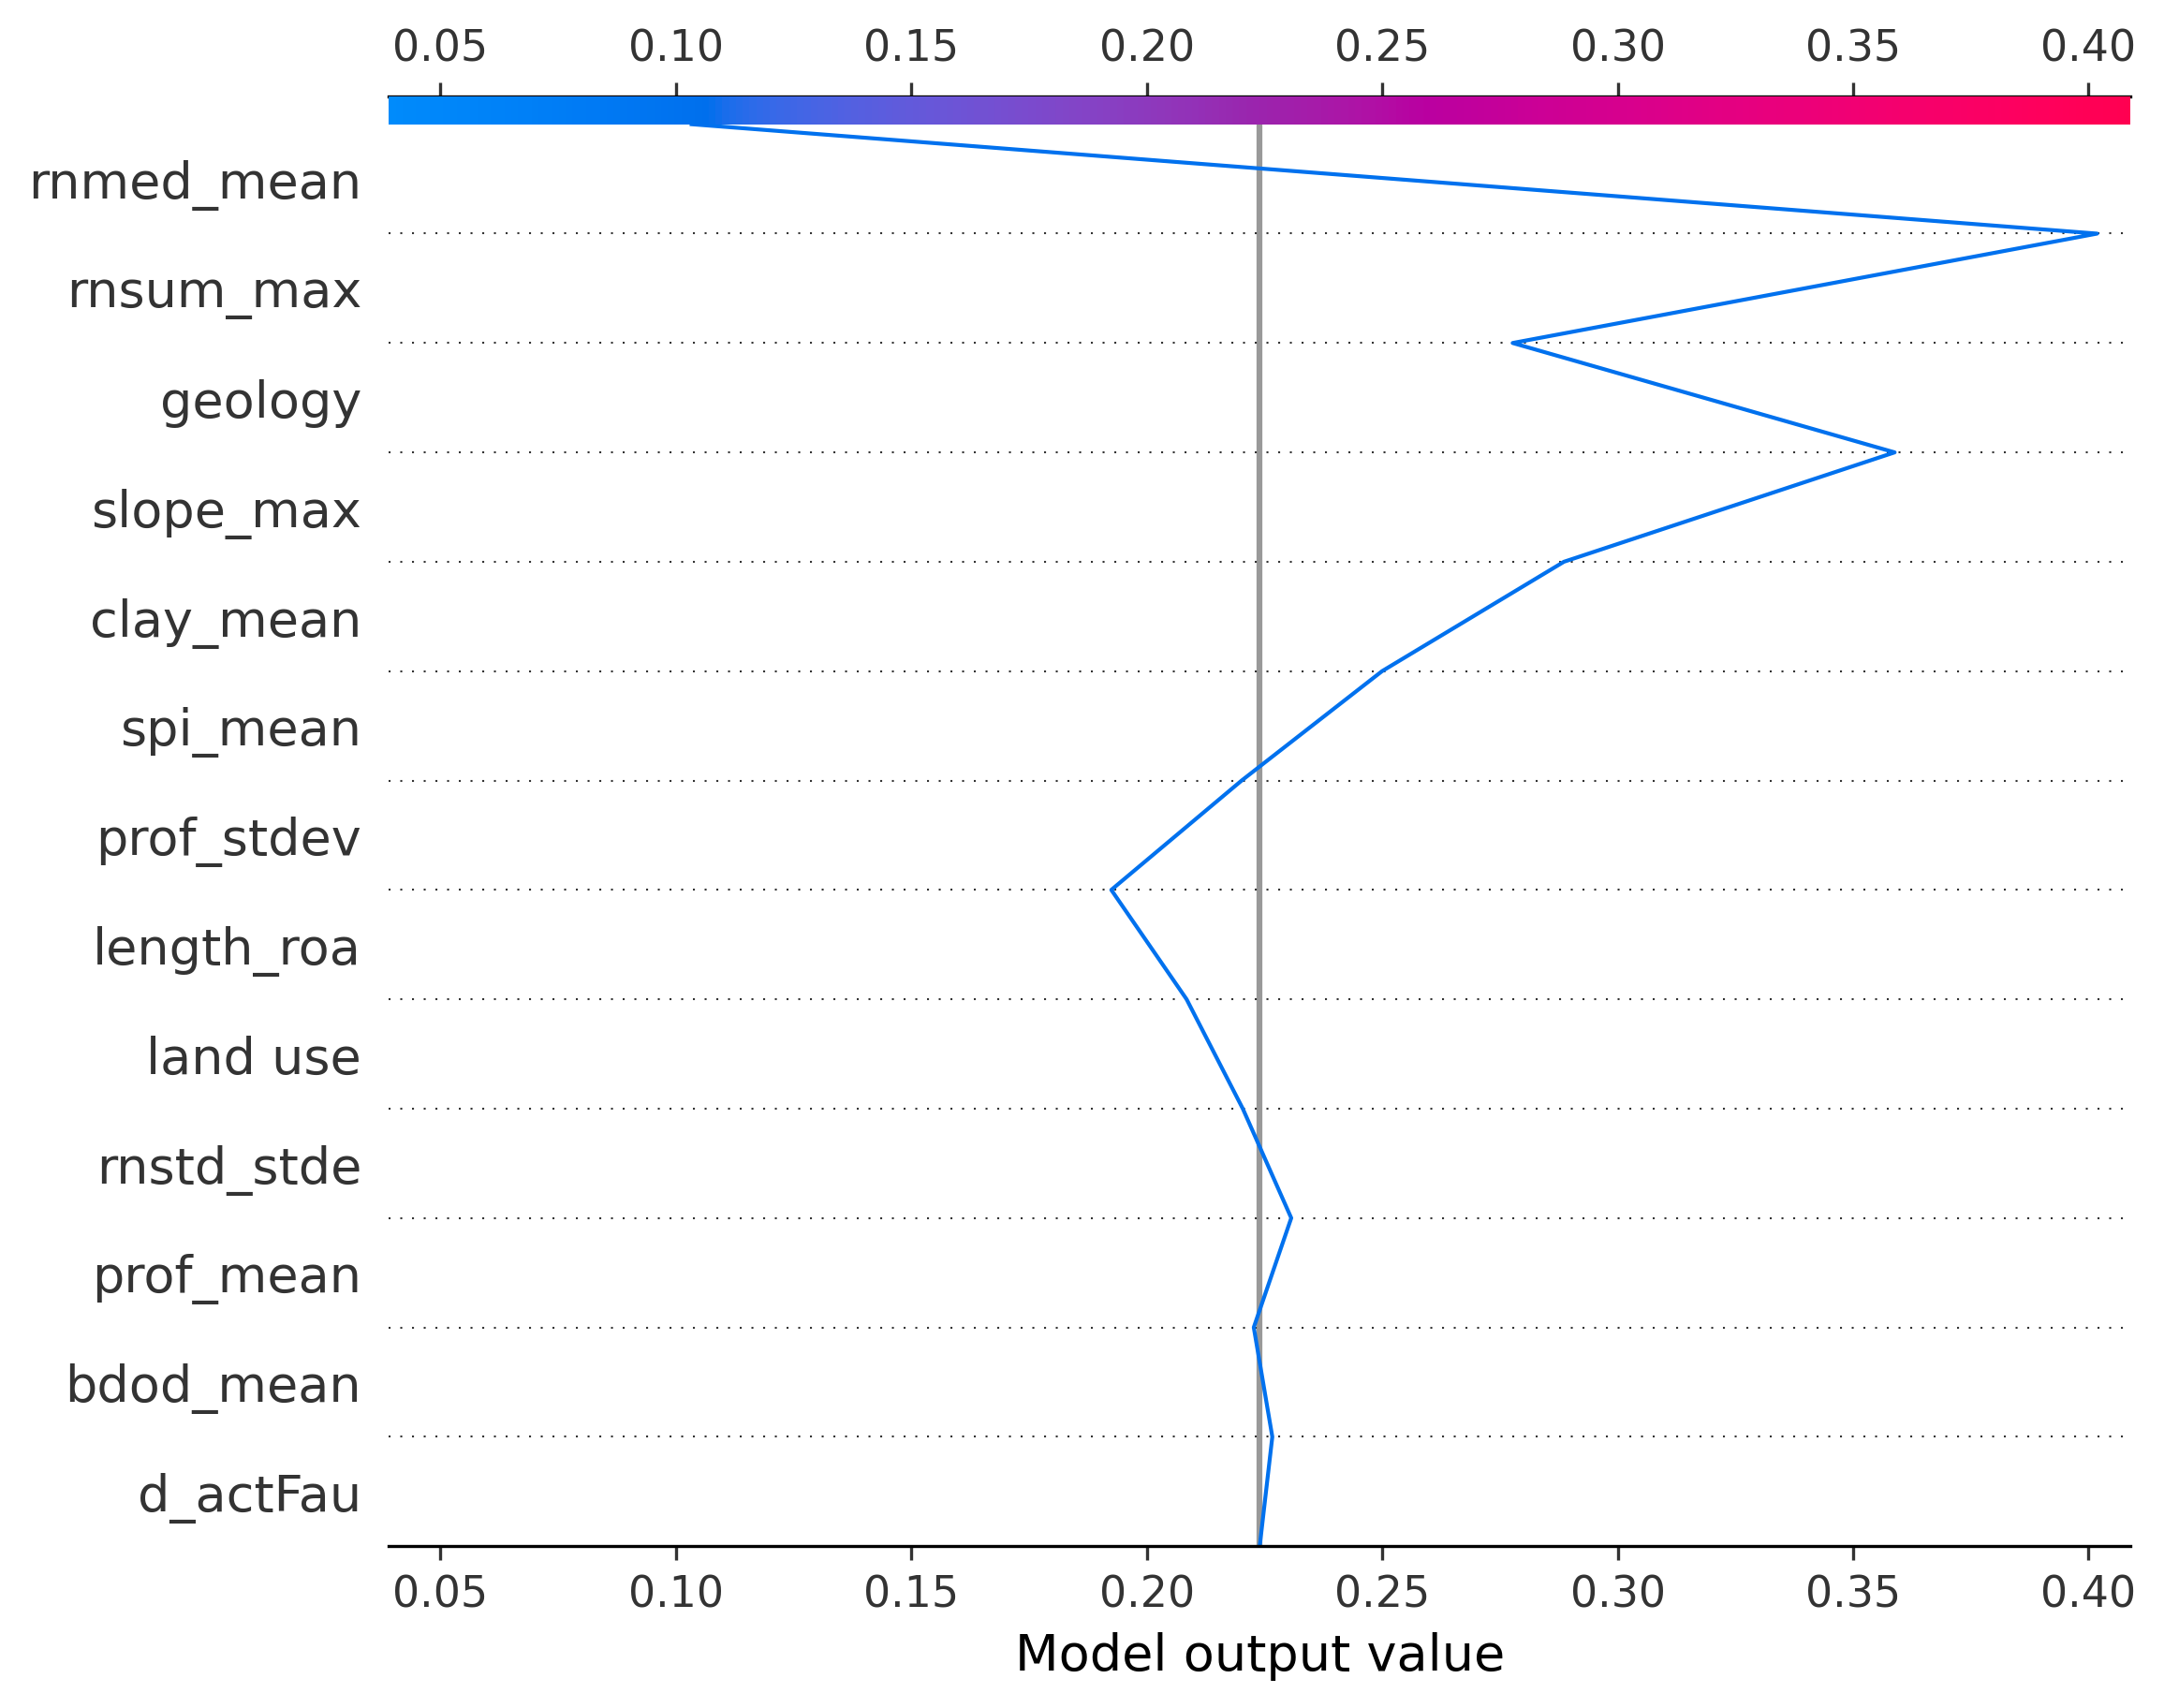 0.05 0.10 0.15 0.20 0.25 0.30 0.35 0.40
rnmed_mean
rnsum_max
geology
slope_max
clay_mean
spi_mean
prof_stdev
length_roa
land use
rnstd_stde
prof_mean
bdod_mean
d_actFau
0.05 0.10 0.15 0.20 0.25 0.30 0.35 0.40
Model output value